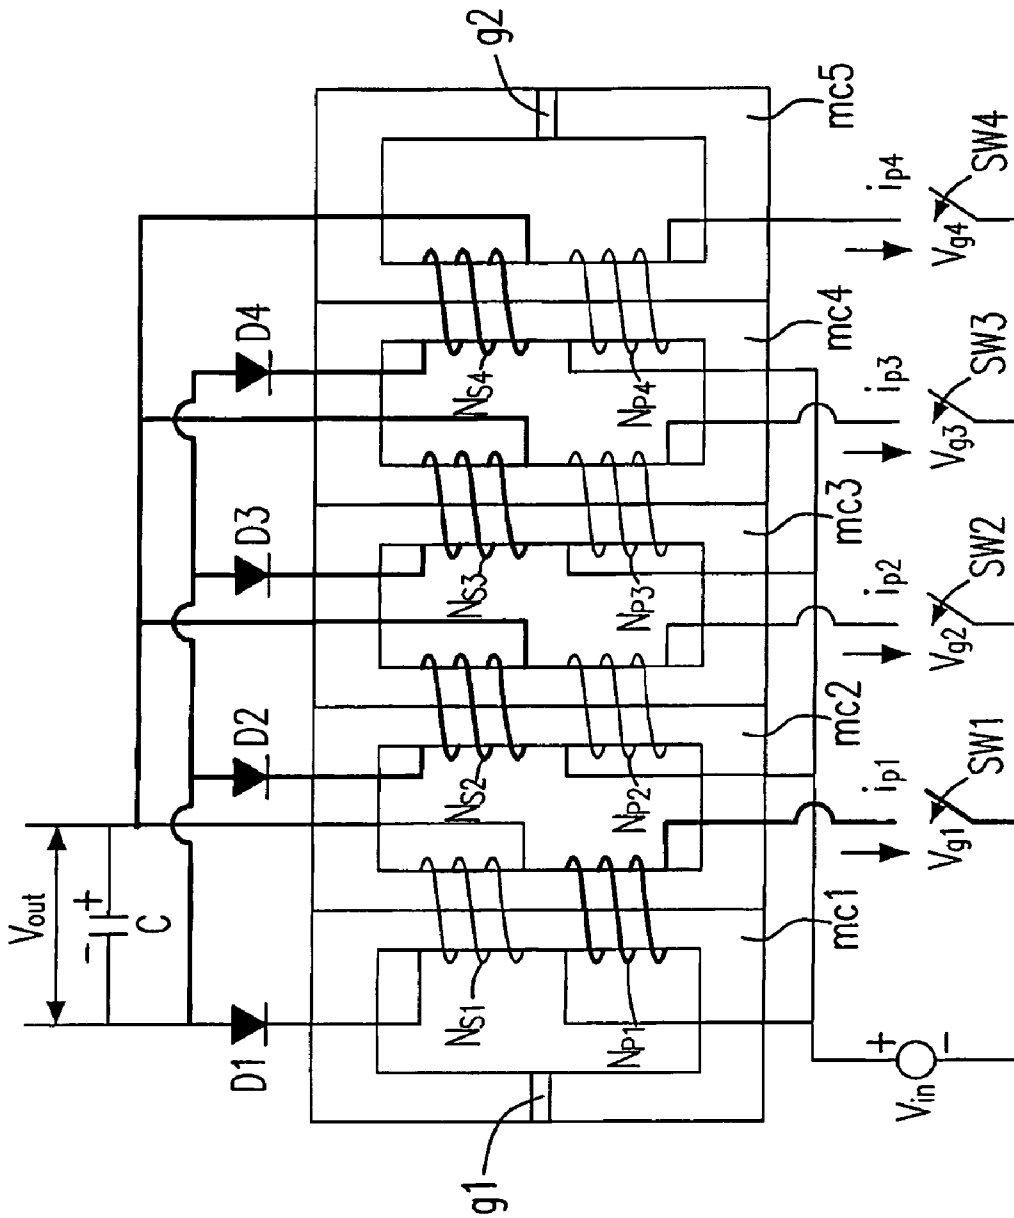 Vout
- +
C
D1
D2
D3
D4
g1
g2
NS1
NS2
NS3
NS4
NP1
NP2
NP3
NP4
mc1
mc2
mc3
mc4
mc5
Vin
+ -
ip1
Vg1
SW1
ip2
Vg2
SW2
ip3
Vg3
SW3
ip4
Vg4
SW4